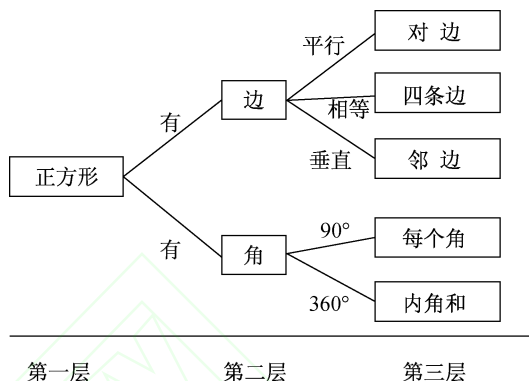 对 边
平行
边
四条边
相等
有
邻 边
垂直
正方形
90°
每个角
有
角
360°
内角和
第一层 第二层 第三层